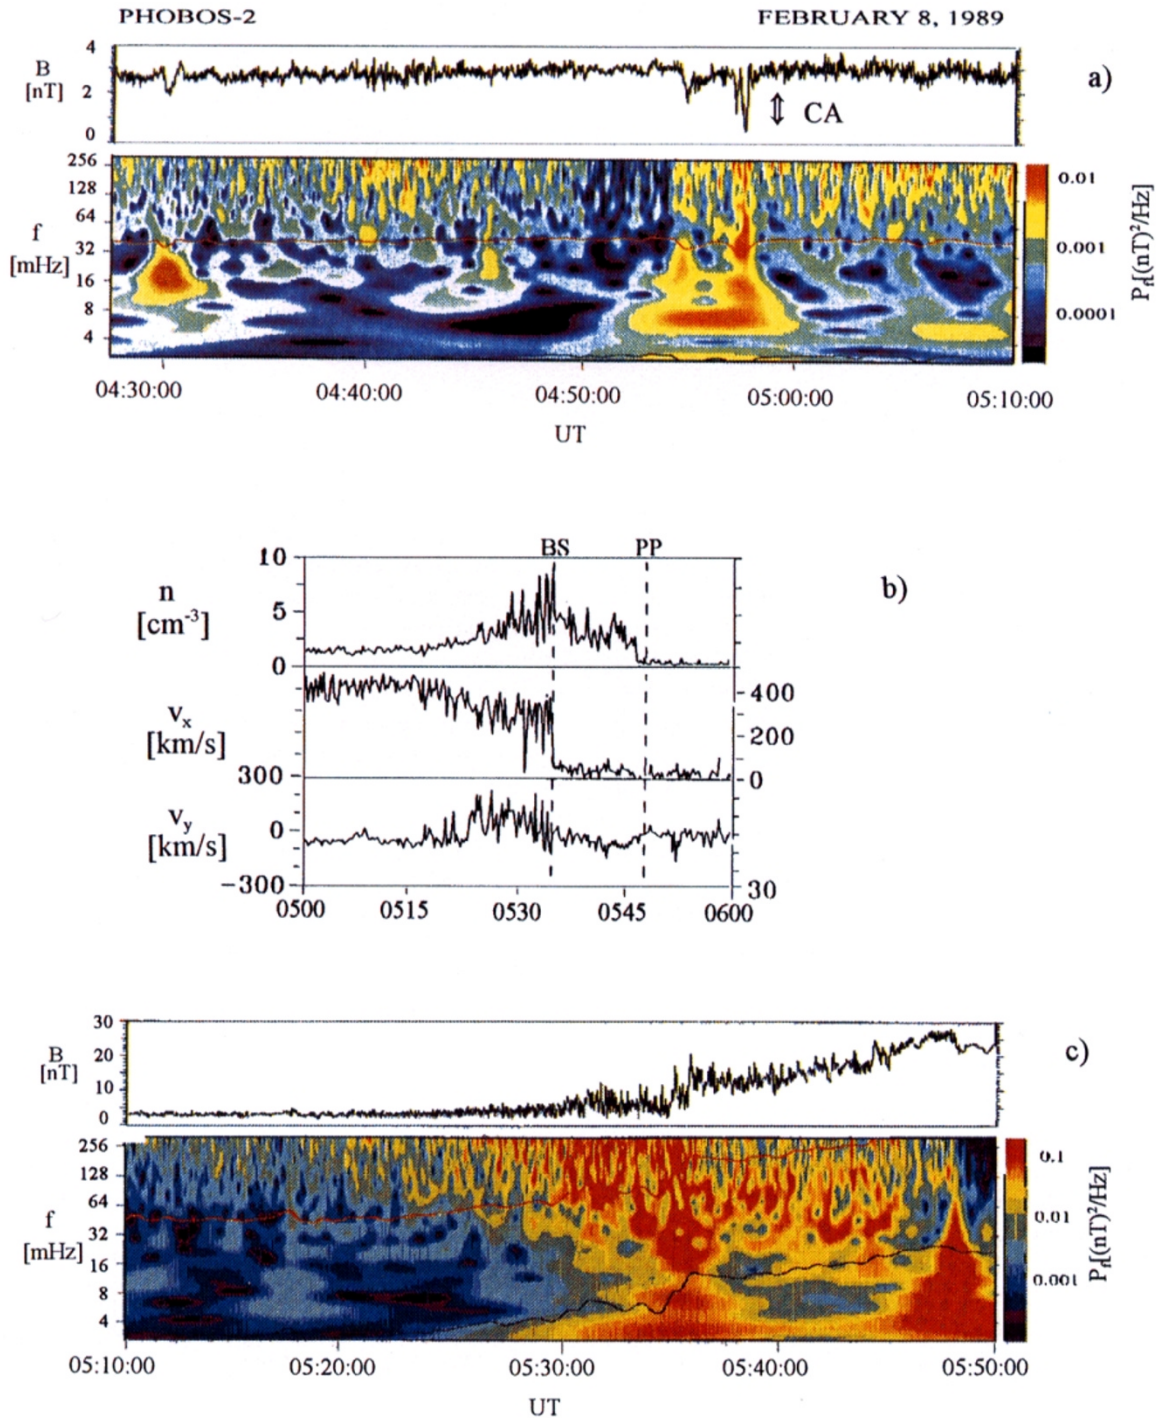 PHOBOS-2 FEBRUARY 8, 1989
4
B
[nT]
2
0
a)
CA
256
128
64
f
32
[mHz]
16
8
4
0.01
0.001
0.0001
Pf[(nT)²/Hz]
04:30:00 04:40:00 04:50:00 05:00:00 05:10:00
UT
BS PP
b)
10
n
[cm⁻³]
5
0
vₓ
[km/s]
400
200
0
300
vᵧ
[km/s]
0
−300
30
0500 0515 0530 0545 0600
30
B
[nT]
20
10
0
c)
256
128
64
f
32
[mHz]
16
8
4
0.1
0.01
0.001
Pf[(nT)²/Hz]
05:10:00 05:20:00 05:30:00 05:40:00 05:50:00
UT